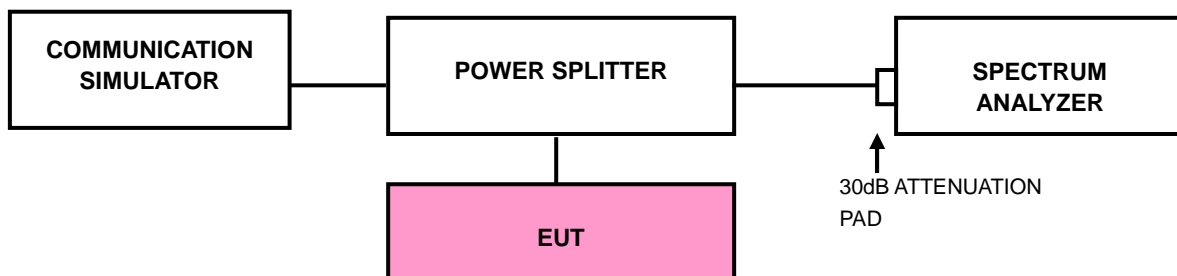 COMMUNICATION
SIMULATOR
POWER SPLITTER
SPECTRUM
ANALYZER
30dB ATTENUATION
PAD
EUT